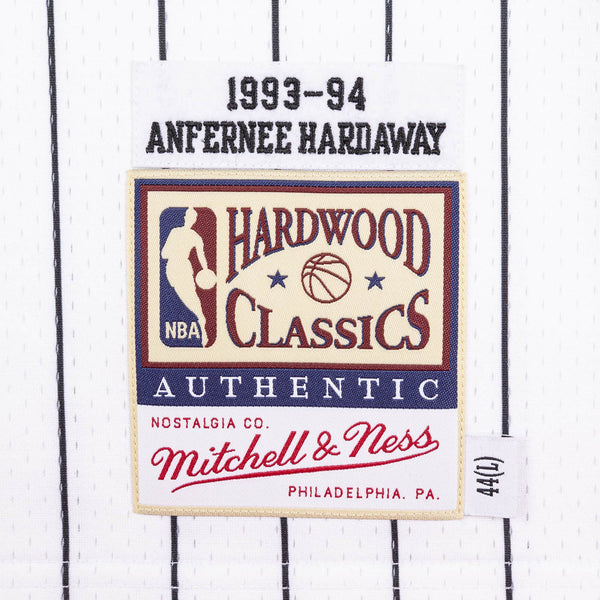 1993-94
ANFERNEE HARDAWAY
HARDWOOD
CLASSICS
NBA
AUTHENTIC
NOSTALGIA CO.
Mitchell & Ness
PHILADELPHIA. PA.
44(L)